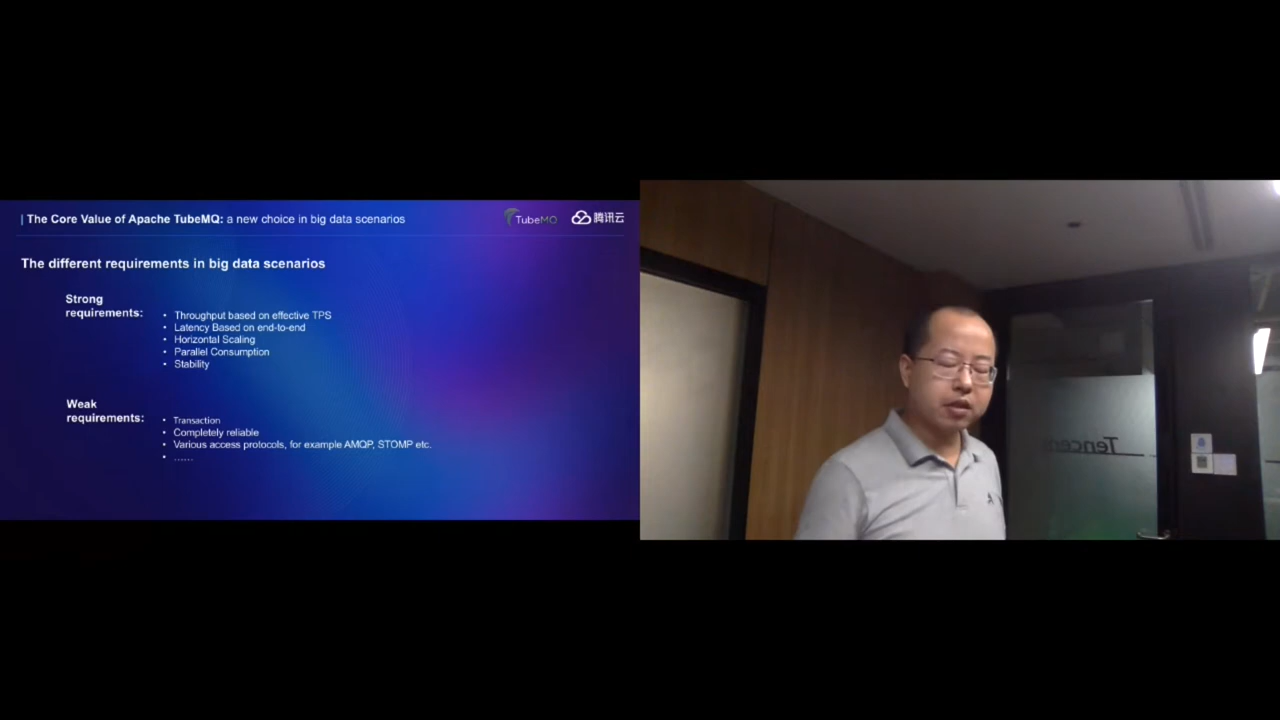 The Core Value of Apache TubeMQ: a new choice in big data scenarios
TubeMQ
腾讯云
The different requirements in big data scenarios
Strong
requirements:
• Throughput based on effective TPS
• Latency Based on end-to-end
• Horizontal Scaling
• Parallel Consumption
• Stability
Weak
requirements:
• Transaction
• Completely reliable
• Various access protocols, for example AMQP, STOMP etc.
• ......
Tencen